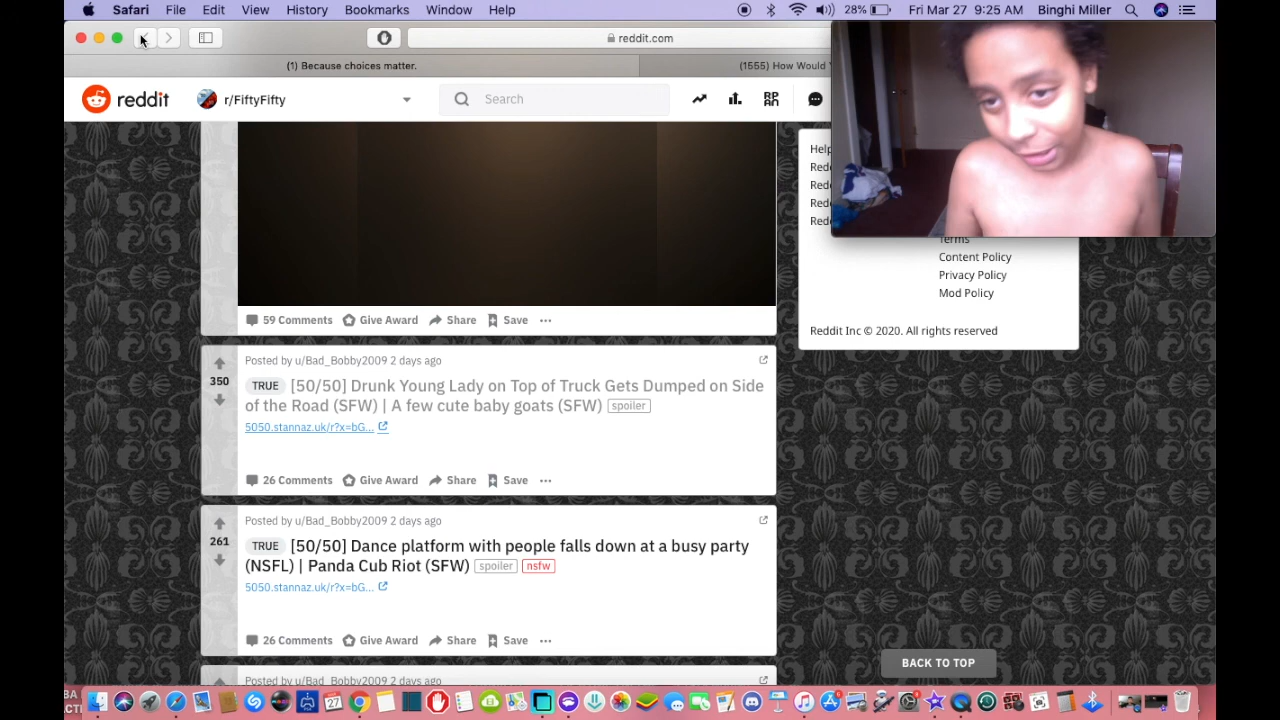 Safari File Edit View History Bookmarks Window Help 28% Fri Mar 27 9:25 AM Binghi Miller
reddit.com
(1) Because choices matter. (1555) How Would
reddit r/FiftyFifty Search
Help
Terms
Content Policy
Privacy Policy
Mod Policy
Reddit Inc © 2020. All rights reserved
59 Comments Give Award Share Save
Posted by u/Bad_Bobby2009 2 days ago
350
TRUE [50/50] Drunk Young Lady on Top of Truck Gets Dumped on Side
of the Road (SFW) | A few cute baby goats (SFW) spoiler
5050.stannaz.uk/r?x=bG...
26 Comments Give Award Share Save
Posted by u/Bad_Bobby2009 2 days ago
261
TRUE [50/50] Dance platform with people falls down at a busy party
(NSFL) | Panda Cub Riot (SFW) spoiler nsfw
5050.stannaz.uk/r?x=bG...
26 Comments Give Award Share Save
BACK TO TOP
Posted by u/Bad_Bobby2009 2 days ago